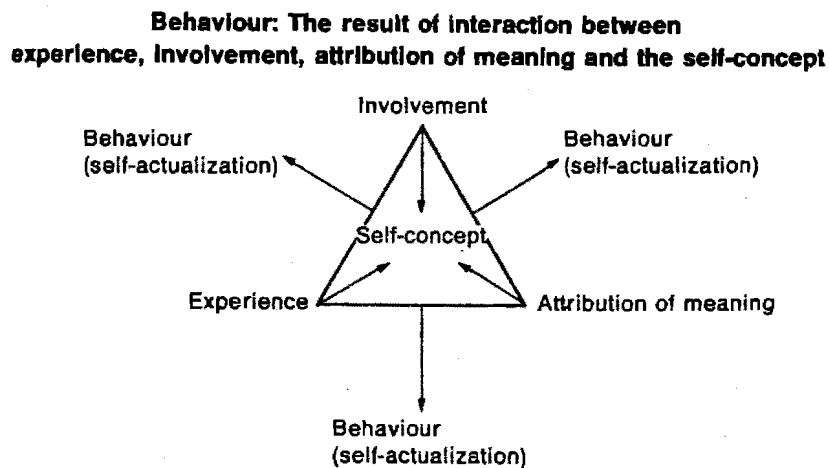 Behaviour: The result of interaction between
experience, involvement, attribution of meaning and the self-concept
Involvement
Behaviour
(self-actualization)
Behaviour
(self-actualization)
Self-concept
Experience
Attribution of meaning
Behaviour
(self-actualization)